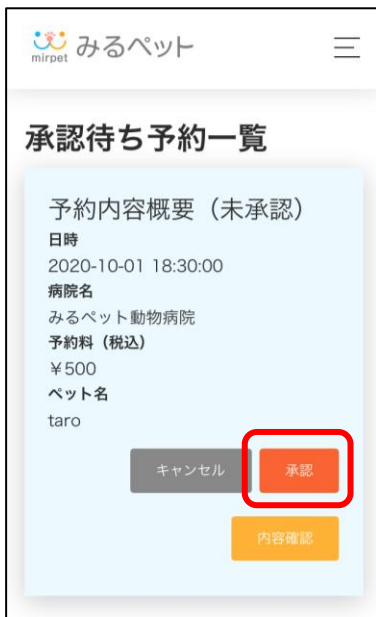 mirpet みるペット
承認待ち予約一覧
予約内容概要（未承認）
日時
2020-10-01 18:30:00
病院名
みるペット動物病院
予約料（税込）
￥500
ペット名
taro
キャンセル 承認
内容確認